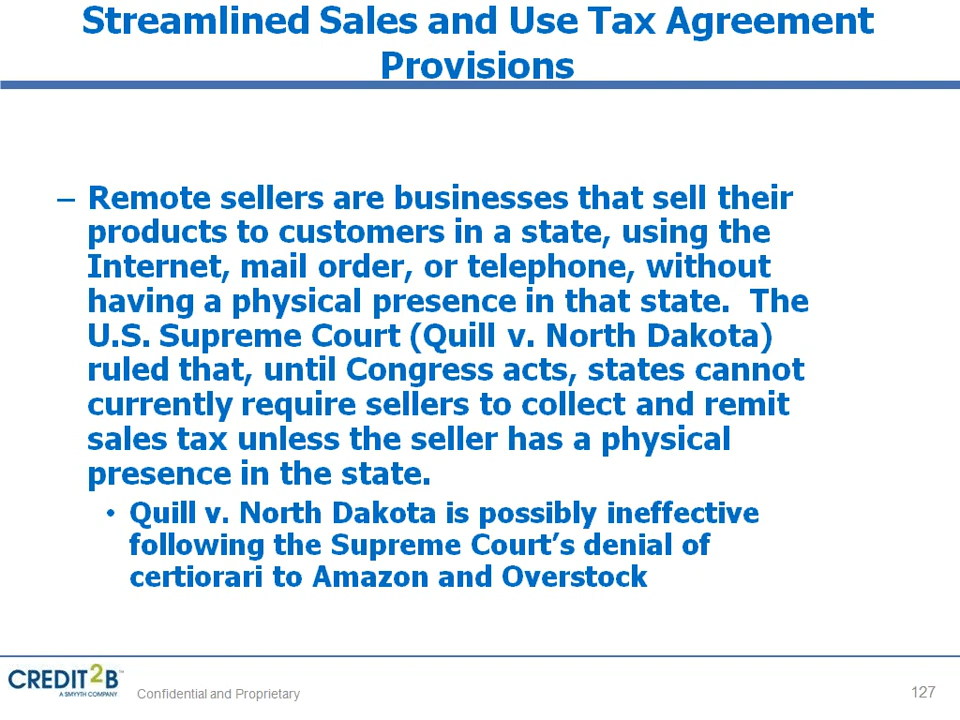 Streamlined Sales and Use Tax Agreement
Provisions
– Remote sellers are businesses that sell their
products to customers in a state, using the
Internet, mail order, or telephone, without
having a physical presence in that state.  The
U.S. Supreme Court (Quill v. North Dakota)
ruled that, until Congress acts, states cannot
currently require sellers to collect and remit
sales tax unless the seller has a physical
presence in the state.
• Quill v. North Dakota is possibly ineffective
following the Supreme Court’s denial of
certiorari to Amazon and Overstock
CREDIT2B™
A SMYYTH COMPANY
Confidential and Proprietary
127